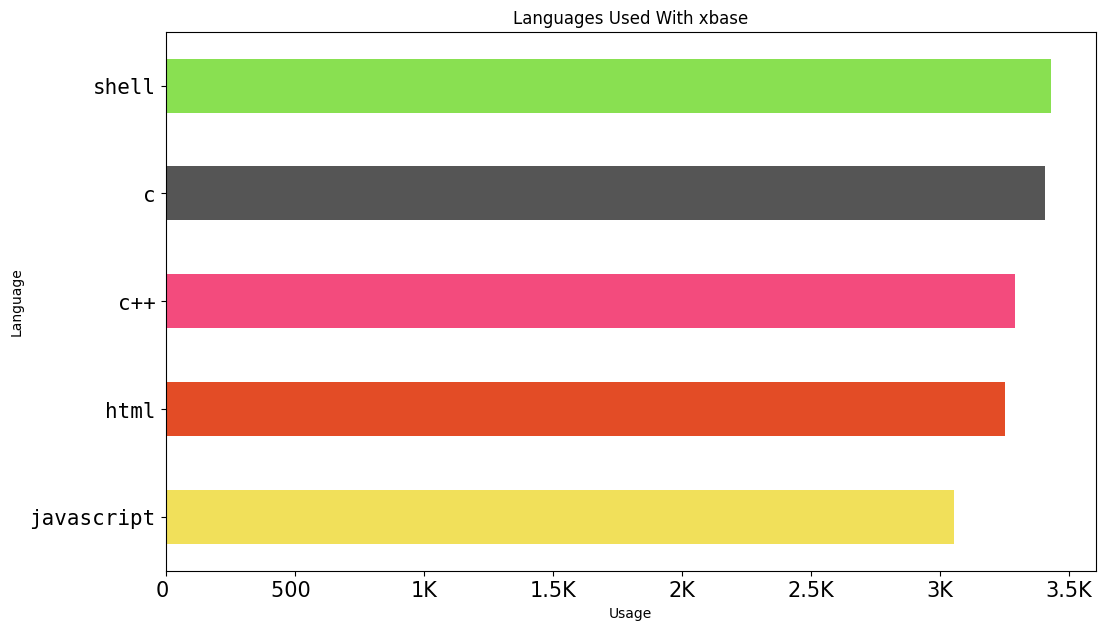 Languages Used With xbase
Language
shell
c
c++
html
javascript
0 500 1K 1.5K 2K 2.5K 3K 3.5K
Usage